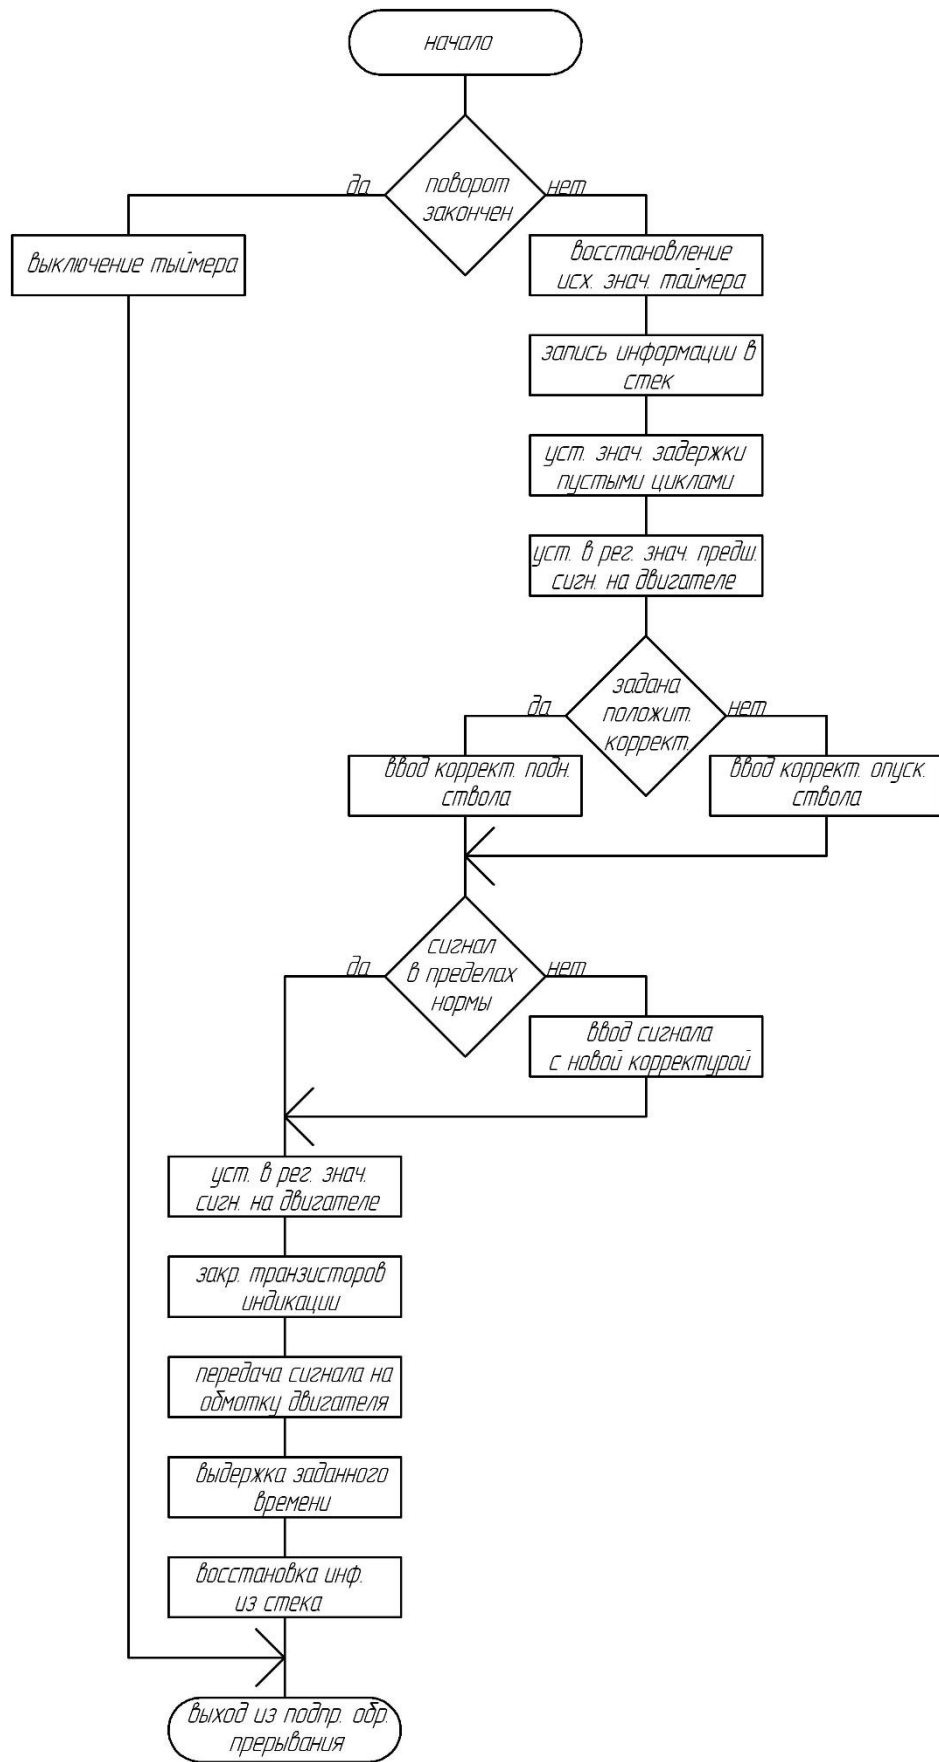 начало
да
поворот
закончен
нет
выключение тыймера
восстановление
исх. знач. таймера
запись информации в
стек
уст. знач. задержки
пустыми циклами
уст. в рег. знач. предш.
сигн. на двигателе
да
задана
положит.
коррект.
нет
ввод коррект. подн.
ствола
ввод коррект. опуск.
ствола
да
сигнал
в пределах
нормы
нет
ввод сигнала
с новой корректурой
уст. в рег. знач.
сигн. на двигателе
закр. транзисторов
индикации
передача сигнала на
обмотку двигателя
выдержка заданного
времени
восстановка инф.
из стека
выход из подпр. обр.
прерывания